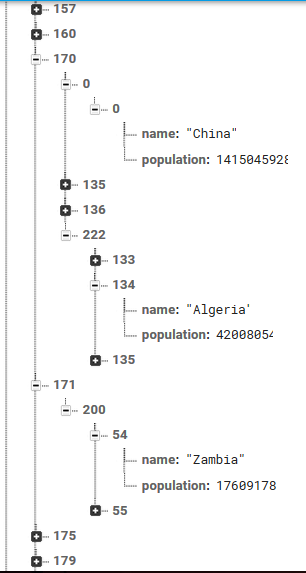 157
160
170
0
0
name: "China"
population: 1415045928
135
136
222
133
134
name: "Algeria'
population: 42008054
135
171
200
54
name: "Zambia"
population: 17609178
55
175
179